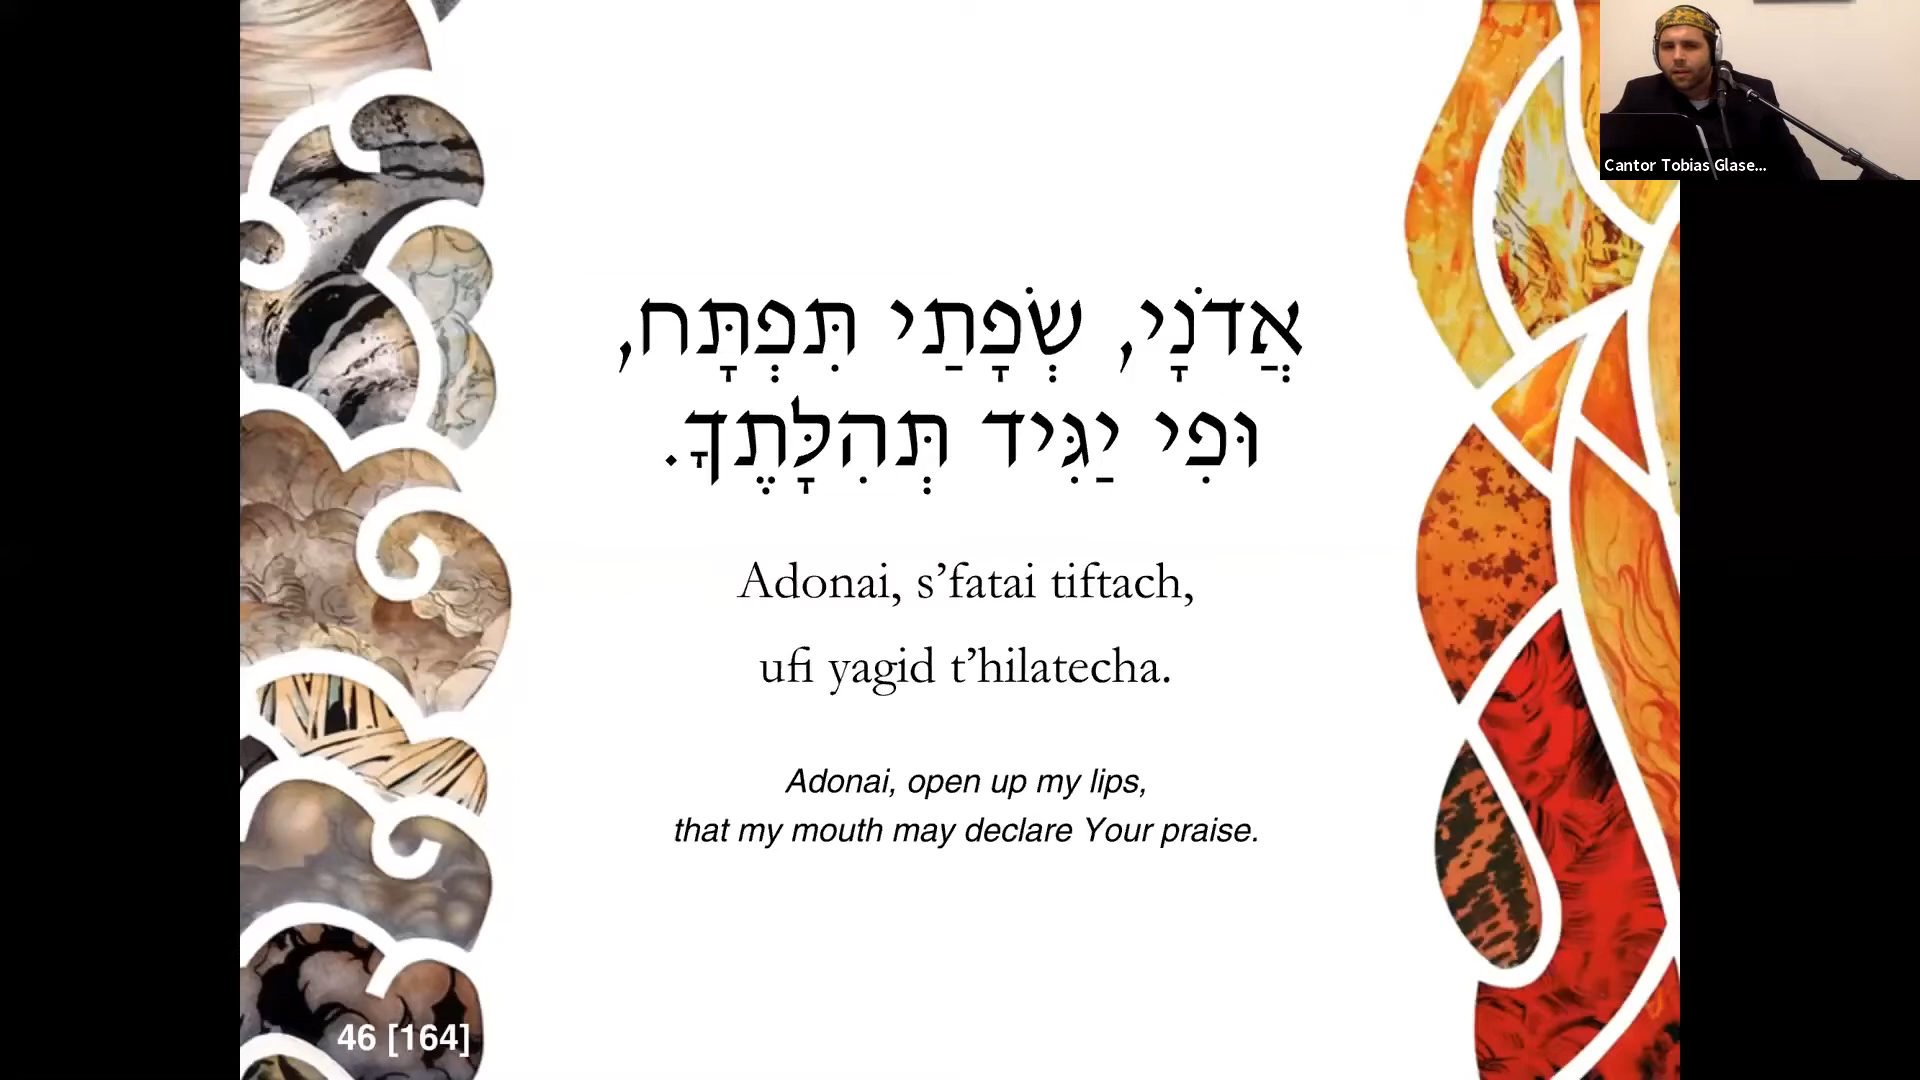 אֲדֹנָי, שְׂפָתַי תִּפְתָּח,
וּפִי יַגִּיד תְּהִלָּתֶךָ.
Adonai, s’fatai tiftach,
ufi yagid t’hilatecha.
Adonai, open up my lips,
that my mouth may declare Your praise.
46 [164]
Cantor Tobias Glase...